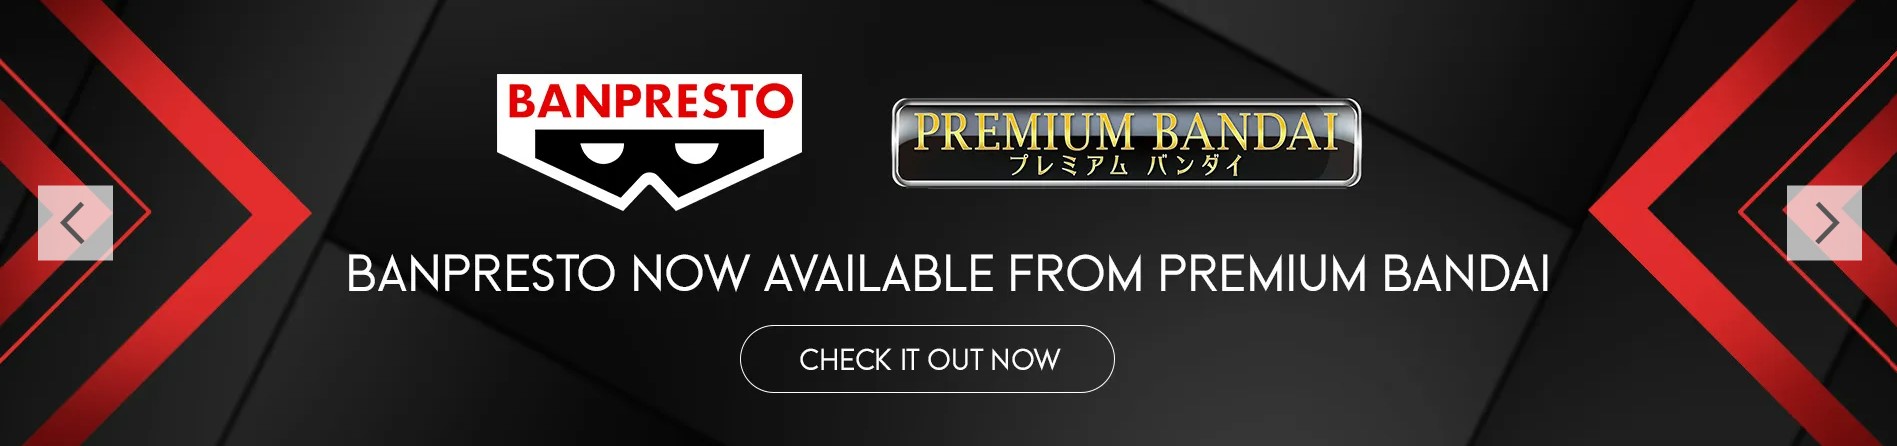 BANPRESTO
PREMIUM BANDAI
プレミアム バンダイ
BANPRESTO NOW AVAILABLE FROM PREMIUM BANDAI
CHECK IT OUT NOW